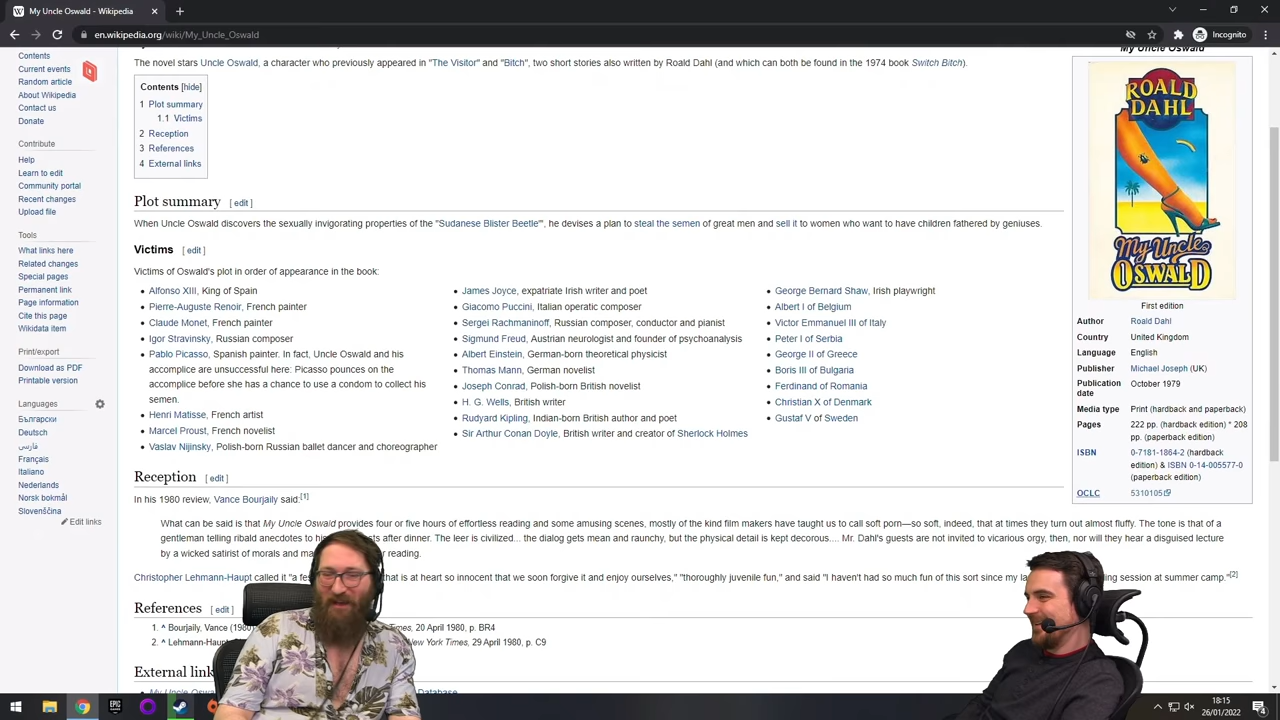 My Uncle Oswald - Wikipedia
en.wikipedia.org/wiki/My_Uncle_Oswald
Incognito
Contents
Current events
Random article
About Wikipedia
Contact us
Donate
Contribute
Help
Learn to edit
Community portal
Recent changes
Upload file
Tools
What links here
Related changes
Special pages
Permanent link
Page information
Cite this page
Wikidata item
Print/export
Download as PDF
Printable version
Languages
Български
Deutsch
فارسی
Français
Italiano
Nederlands
Norsk bokmål
Slovenščina
Edit links
The novel stars Uncle Oswald, a character who previously appeared in "The Visitor" and "Bitch", two short stories also written by Roald Dahl (and which can both be found in the 1974 book Switch Bitch).
Contents [hide]
1 Plot summary
1.1 Victims
2 Reception
3 References
4 External links
Plot summary [ edit ]
When Uncle Oswald discovers the sexually invigorating properties of the "Sudanese Blister Beetle"', he devises a plan to steal the semen of great men and sell it to women who want to have children fathered by geniuses.
Victims [ edit ]
Victims of Oswald's plot in order of appearance in the book:
Alfonso XIII, King of Spain
Pierre-Auguste Renoir, French painter
Claude Monet, French painter
Igor Stravinsky, Russian composer
Pablo Picasso, Spanish painter. In fact, Uncle Oswald and his
accomplice are unsuccessful here: Picasso pounces on the
accomplice before she has a chance to use a condom to collect his
semen.
Henri Matisse, French artist
Marcel Proust, French novelist
Vaslav Nijinsky, Polish-born Russian ballet dancer and choreographer
James Joyce, expatriate Irish writer and poet
Giacomo Puccini, Italian operatic composer
Sergei Rachmaninoff, Russian composer, conductor and pianist
Sigmund Freud, Austrian neurologist and founder of psychoanalysis
Albert Einstein, German-born theoretical physicist
Thomas Mann, German novelist
Joseph Conrad, Polish-born British novelist
H. G. Wells, British writer
Rudyard Kipling, Indian-born British author and poet
Sir Arthur Conan Doyle, British writer and creator of Sherlock Holmes
George Bernard Shaw, Irish playwright
Albert I of Belgium
Victor Emmanuel III of Italy
Peter I of Serbia
George II of Greece
Boris III of Bulgaria
Ferdinand of Romania
Christian X of Denmark
Gustaf V of Sweden
Reception [ edit ]
In his 1980 review, Vance Bourjaily said:[1]
What can be said is that My Uncle Oswald provides four or five hours of effortless reading and some amusing scenes, mostly of the kind film makers have taught us to call soft porn—so soft, indeed, that at times they turn out almost fluffy. The tone is that of a
gentleman telling ribald anecdotes to his guests after dinner. The leer is civilized... the dialog gets mean and raunchy, but the physical detail is kept decorous.... Mr. Dahl's guests are not invited to vicarious orgy, then, nor will they hear a disguised lecture
by a wicked satirist of morals and ma for reading.
Christopher Lehmann-Haupt called it "a fes that is at heart so innocent that we soon forgive it and enjoy ourselves," "thoroughly juvenile fun," and said "I haven't had so much fun of this sort since my la ing session at summer camp."[2]
References [ edit ]
1. ^ Bourjaily, Vance (1980) Times, 20 April 1980, p. BR4
2. ^ Lehmann-Haupt New York Times, 29 April 1980, p. C9
External link
My Uncle Oswal Database
My Uncle Oswald
ROALD
DAHL
My Uncle
OSWALD
First edition
Author Roald Dahl
Country United Kingdom
Language English
Publisher Michael Joseph (UK)
Publication date October 1979
Media type Print (hardback and paperback)
Pages 222 pp. (hardback edition) * 208
pp. (paperback edition)
ISBN 0-7181-1864-2 (hardback
edition) & ISBN 0-14-005577-0
(paperback edition)
OCLC 5310105
EPIC
18:15
26/01/2022